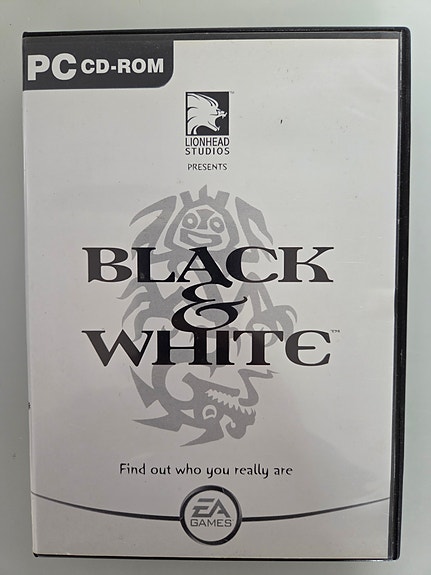 PC CD-ROM
LIONHEAD
STUDIOS
PRESENTS
BLACK
&
WHITE™
Find out who you really are
EA
GAMES